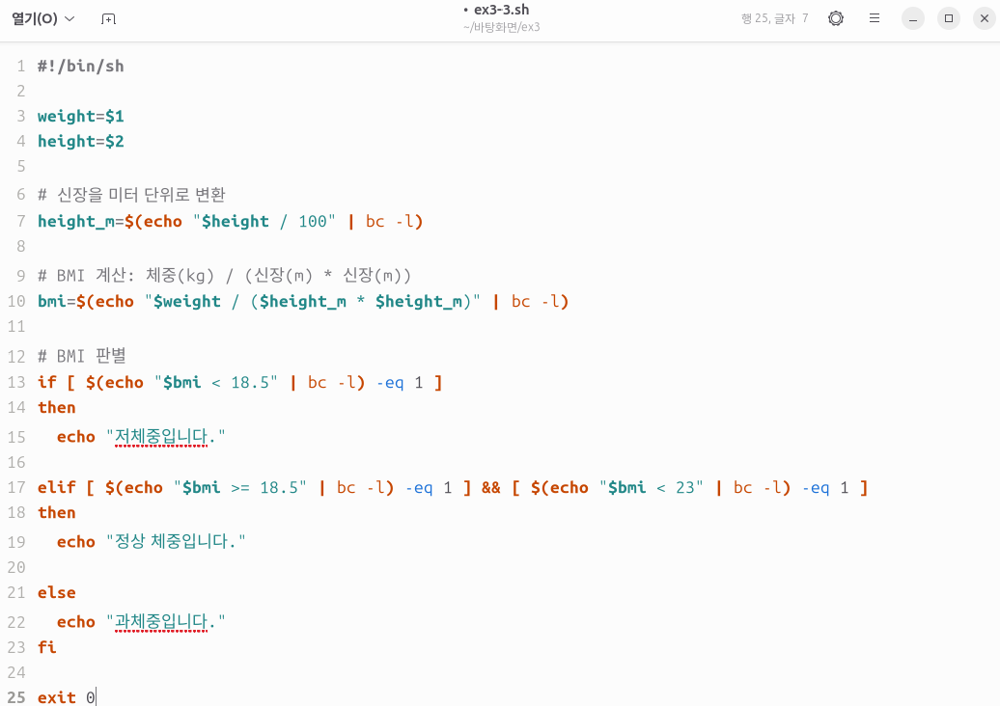 열기(O)
• ex3-3.sh
~/바탕화면/ex3
행 25, 글자 7
1 #!/bin/sh
2
3 weight=$1
4 height=$2
5
6 # 신장을 미터 단위로 변환
7 height_m=$(echo "$height / 100" | bc -l)
8
9 # BMI 계산: 체중(kg) / (신장(m) * 신장(m))
10 bmi=$(echo "$weight / ($height_m * $height_m)" | bc -l)
11
12 # BMI 판별
13 if [ $(echo "$bmi < 18.5" | bc -l) -eq 1 ]
14 then
15   echo "저체중입니다."
16
17 elif [ $(echo "$bmi >= 18.5" | bc -l) -eq 1 ] && [ $(echo "$bmi < 23" | bc -l) -eq 1 ]
18 then
19   echo "정상 체중입니다."
20
21 else
22   echo "과체중입니다."
23 fi
24
25 exit 0